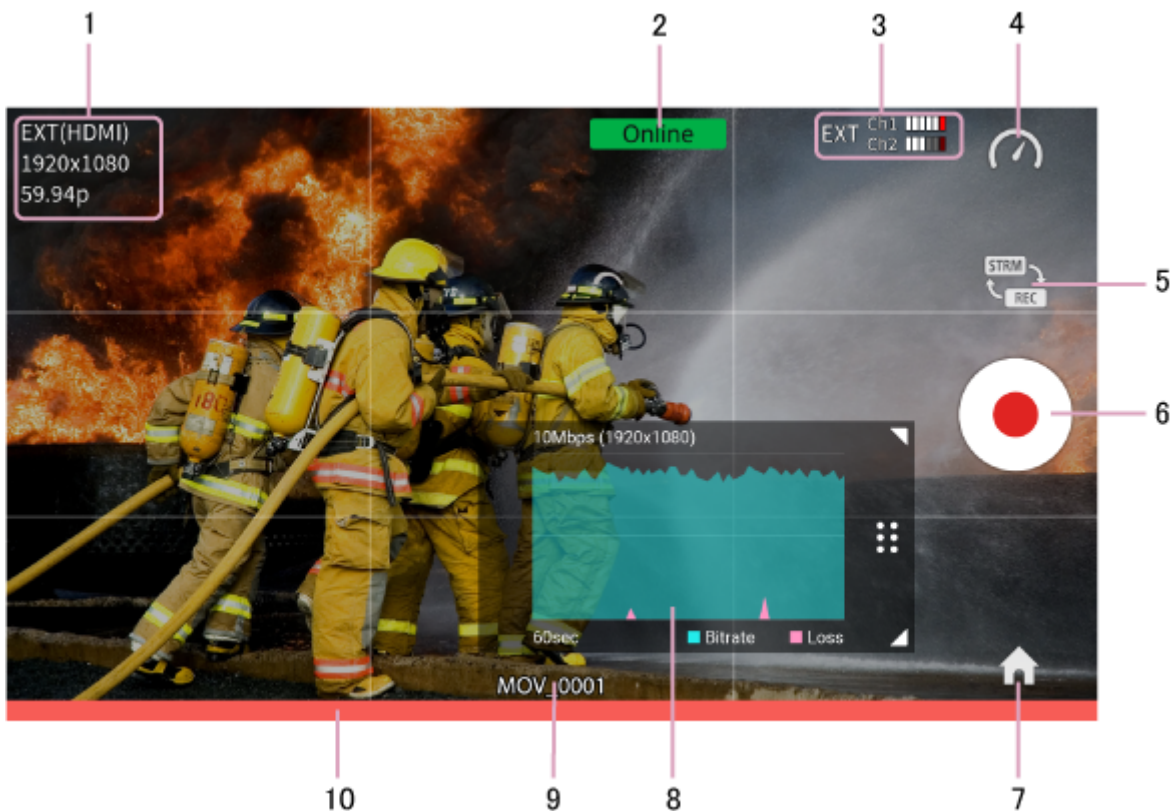 1
2
3
4
EXT(HDMI)
1920x1080
59.94p
Online
EXT Ch1
Ch2
STRM
REC
5
6
10Mbps (1920x1080)
60sec
Bitrate
Loss
MOV_0001
10
9
8
7